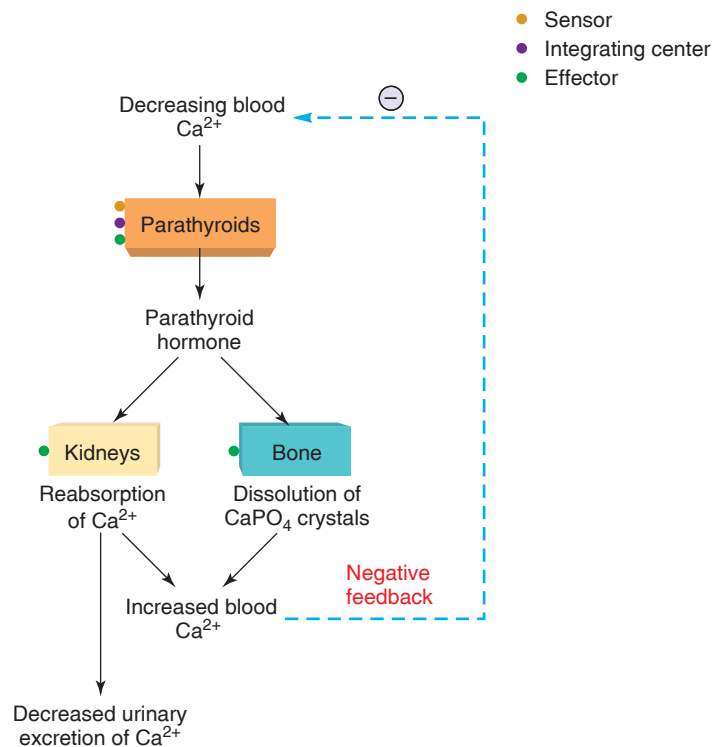 Sensor
Integrating center
Effector
Decreasing blood
Ca²⁺
−
Parathyroids
Parathyroid
hormone
Kidneys
Bone
Reabsorption
of Ca²⁺
Dissolution of
CaPO₄ crystals
Negative
feedback
Increased blood
Ca²⁺
Decreased urinary
excretion of Ca²⁺